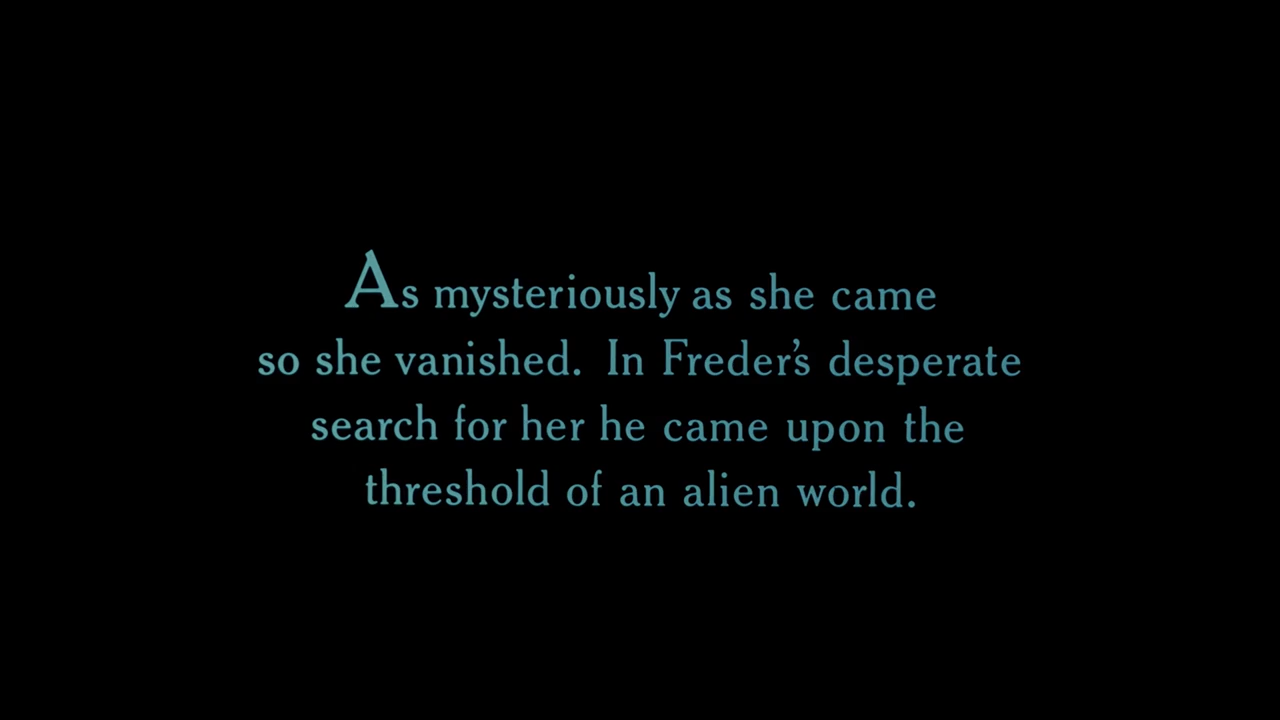 As mysteriously as she came
so she vanished. In Freder's desperate
search for her he came upon the
threshold of an alien world.